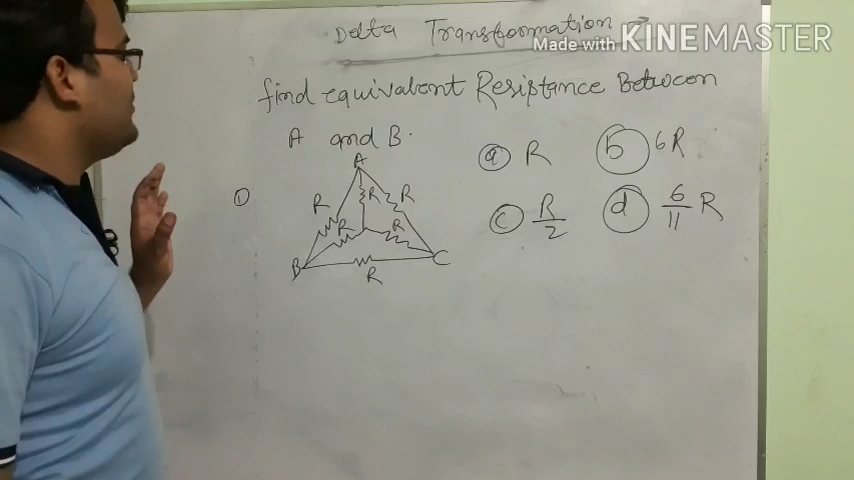 Delta Transformation
Made with KINEMASTER
find equivalent Resistance Between
A and B.
① 
A
R
R
R
R
R
B
C
R
ⓐ R
ⓑ 6R
ⓒ R/2
ⓓ 6/11 R